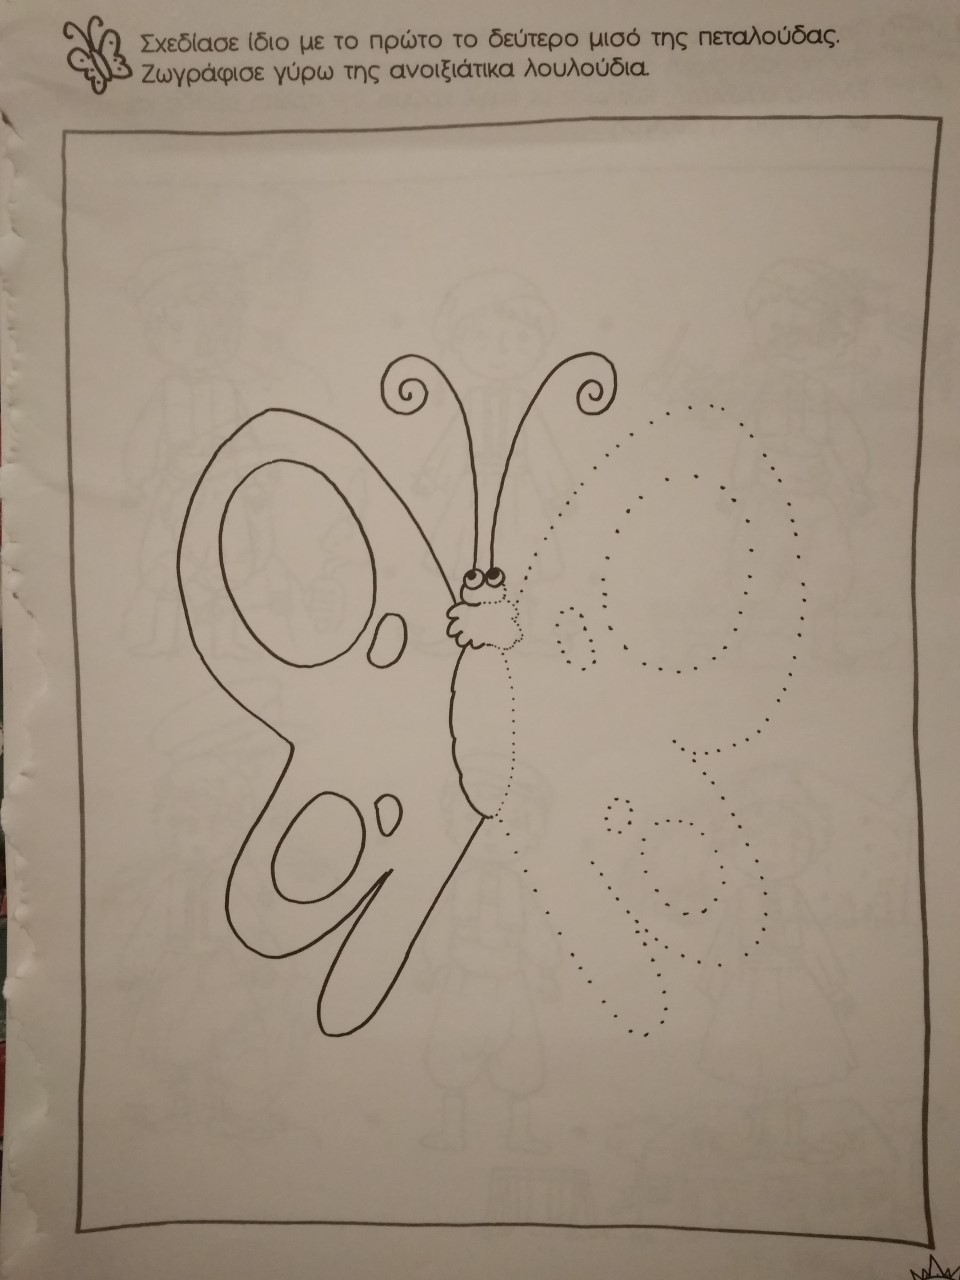 Σχεδίασε ίδιο με το πρώτο το δεύτερο μισό της πεταλούδας.
Ζωγράφισε γύρω της ανοιξιάτικα λουλούδια.